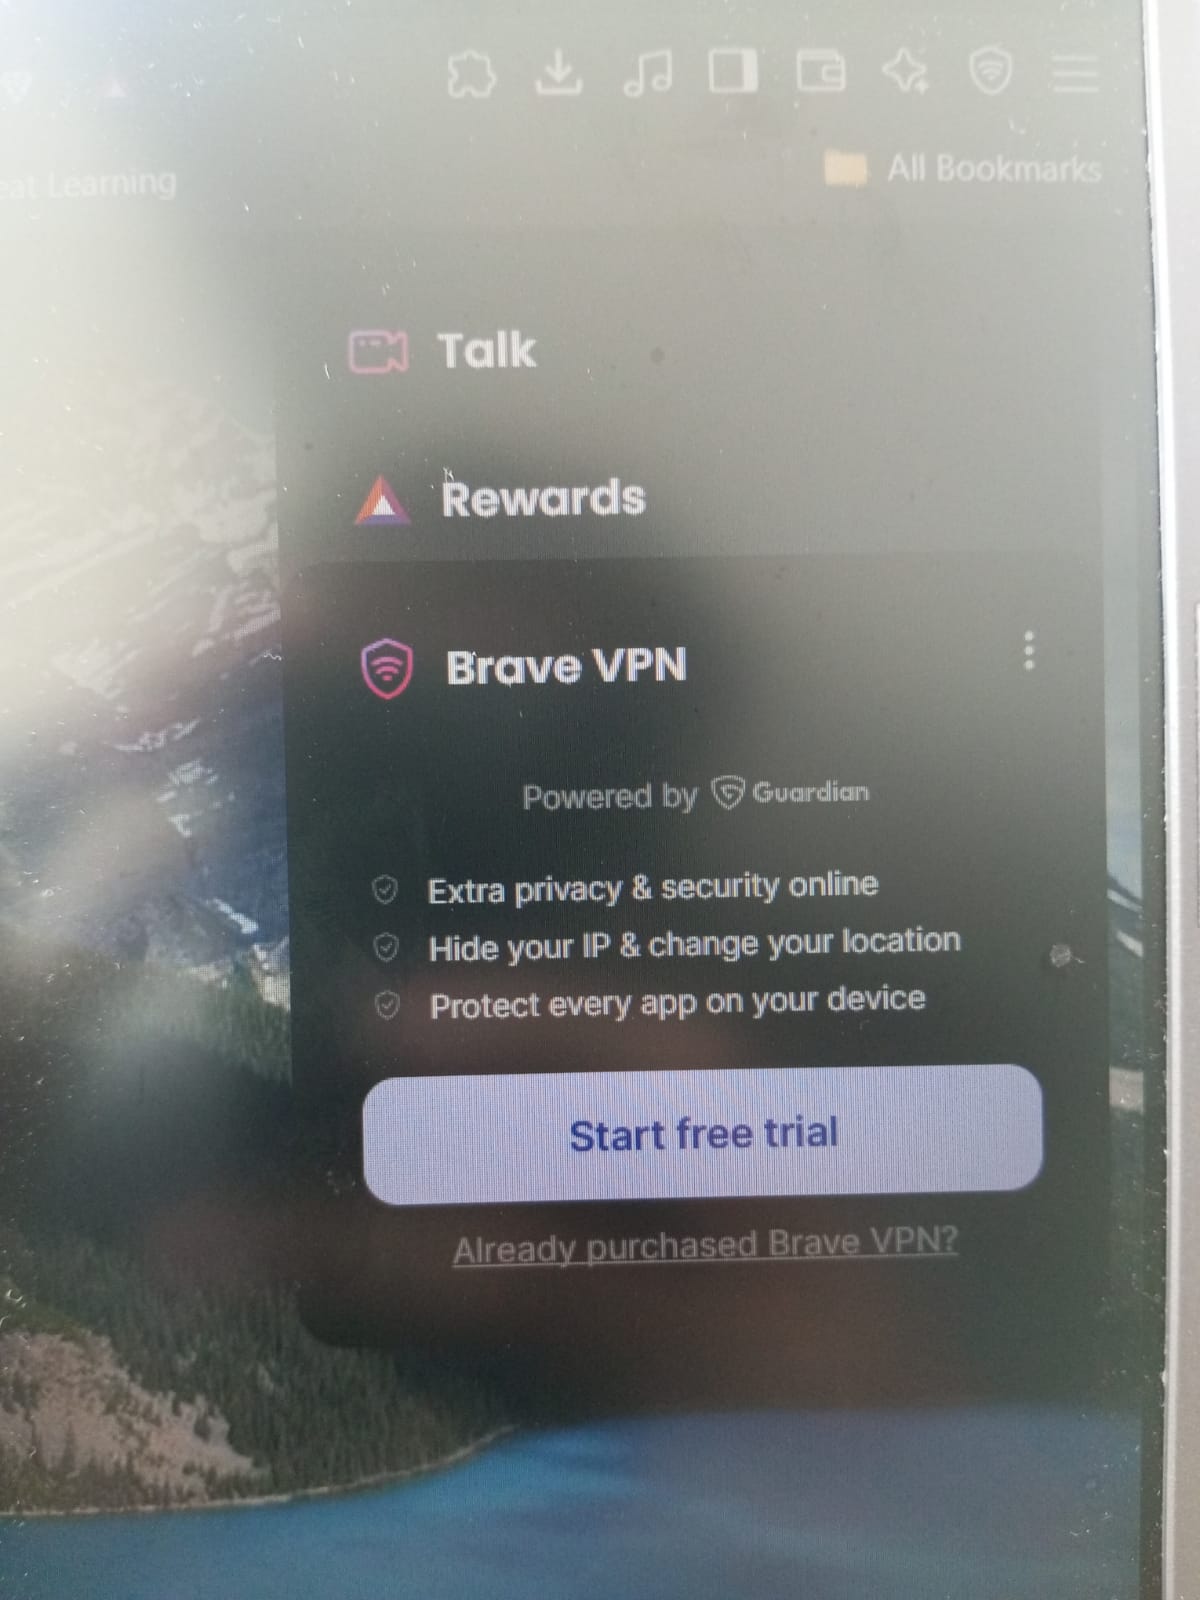 All Bookmarks
eat Learning
Talk
Rewards
Brave VPN
Powered by Guardian
Extra privacy & security online
Hide your IP & change your location
Protect every app on your device
Start free trial
Already purchased Brave VPN?